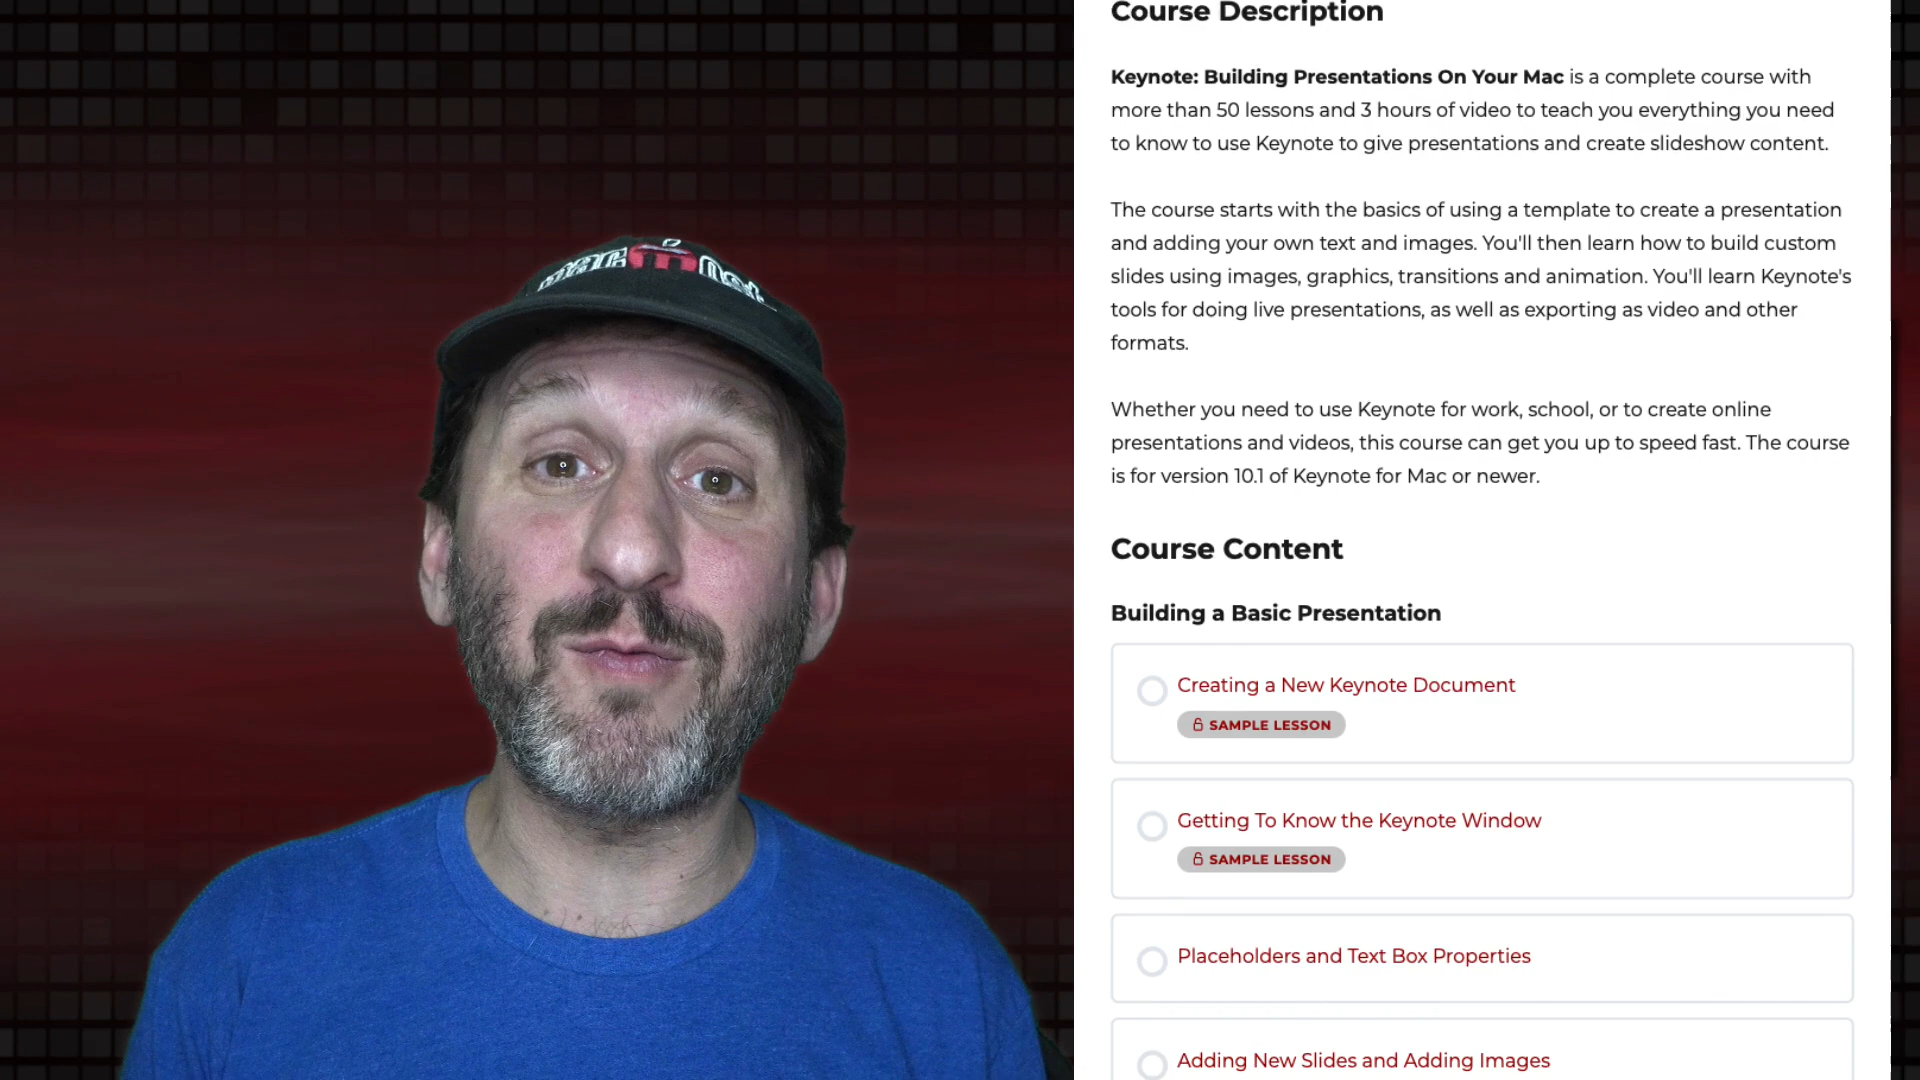 Course Description
Keynote: Building Presentations On Your Mac is a complete course with
more than 50 lessons and 3 hours of video to teach you everything you need
to know to use Keynote to give presentations and create slideshow content.
The course starts with the basics of using a template to create a presentation
and adding your own text and images. You'll then learn how to build custom
slides using images, graphics, transitions and animation. You'll learn Keynote's
tools for doing live presentations, as well as exporting as video and other
formats.
Whether you need to use Keynote for work, school, or to create online
presentations and videos, this course can get you up to speed fast. The course
is for version 10.1 of Keynote for Mac or newer.
Course Content
Building a Basic Presentation
Creating a New Keynote Document
SAMPLE LESSON
Getting To Know the Keynote Window
SAMPLE LESSON
Placeholders and Text Box Properties
Adding New Slides and Adding Images